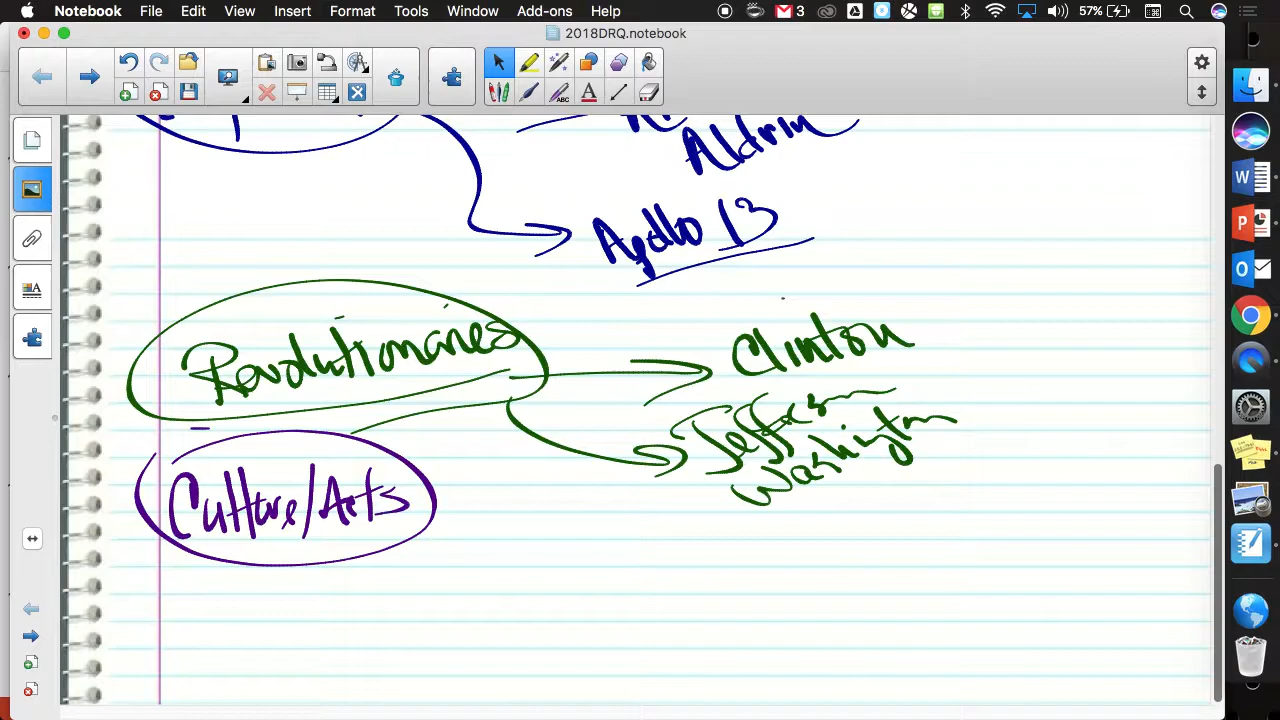 Notebook File Edit View Insert Format Tools Window Add-ons Help 3 57%
2018DRQ.notebook
Aldrin
Apollo 13
Revolutionaries
Clinton
Jefferson
Washington
Culture/Arts